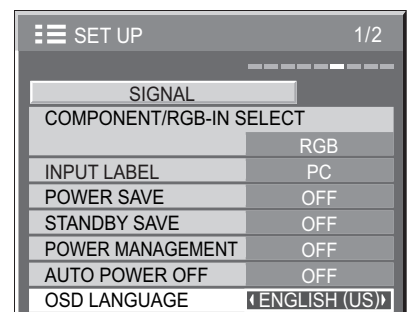 SET UP 1/2
SIGNAL
COMPONENT/RGB-IN SELECT
RGB
INPUT LABEL PC
POWER SAVE OFF
STANDBY SAVE OFF
POWER MANAGEMENT OFF
AUTO POWER OFF OFF
OSD LANGUAGE ENGLISH (US)